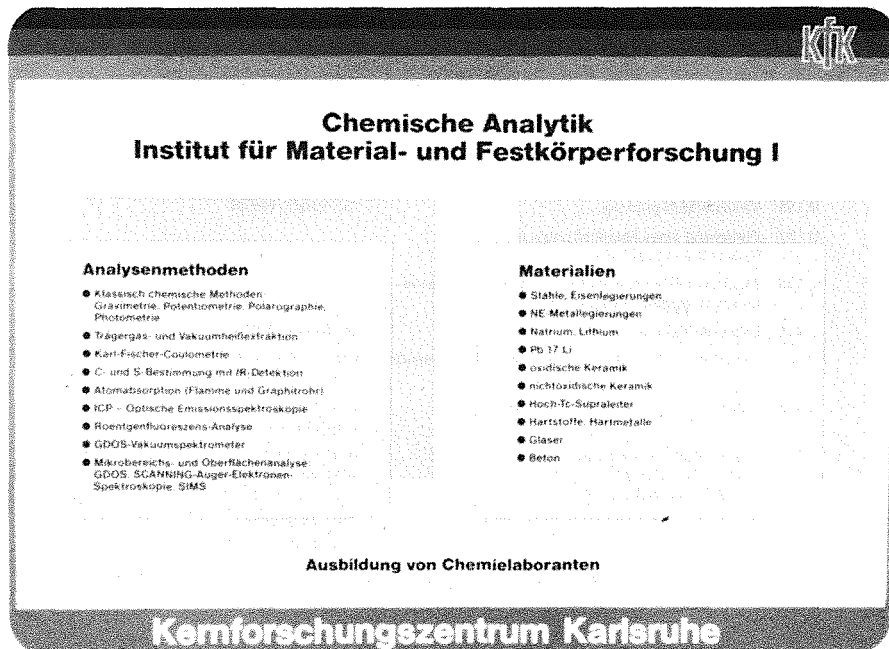 KfK
Chemische Analytik
Institut für Material- und Festkörperforschung I
Analysenmethoden
● Klassisch chemische Methoden
Gravimetrie, Potentiometrie, Polarographie,
Photometrie
● Trägergas- und Vakuumheißextraktion
● Karl-Fischer-Coulometrie
● C- und S-Bestimmung mit IR-Detektion
● Atomabsorption (Flamme und Graphitrohr)
● ICP – Optische Emissionsspektroskopie
● Roentgenfluoreszens-Analyse
● GDOS-Vakuumspektrometer
● Mikrobereichs- und Oberflächenanalyse
GDOS, SCANNING-Auger-Elektronen-
Spektroskopie, SIMS
Materialien
● Stähle, Eisenlegierungen
● NE-Metallegierungen
● Natrium, Lithium
● Pb 17 Li
● oxidische Keramik
● nichtoxidische Keramik
● Hoch-Tc-Supraleiter
● Hartstoffe, Hartmetalle
● Gläser
● Beton
Ausbildung von Chemielaboranten
Kernforschungszentrum Karlsruhe